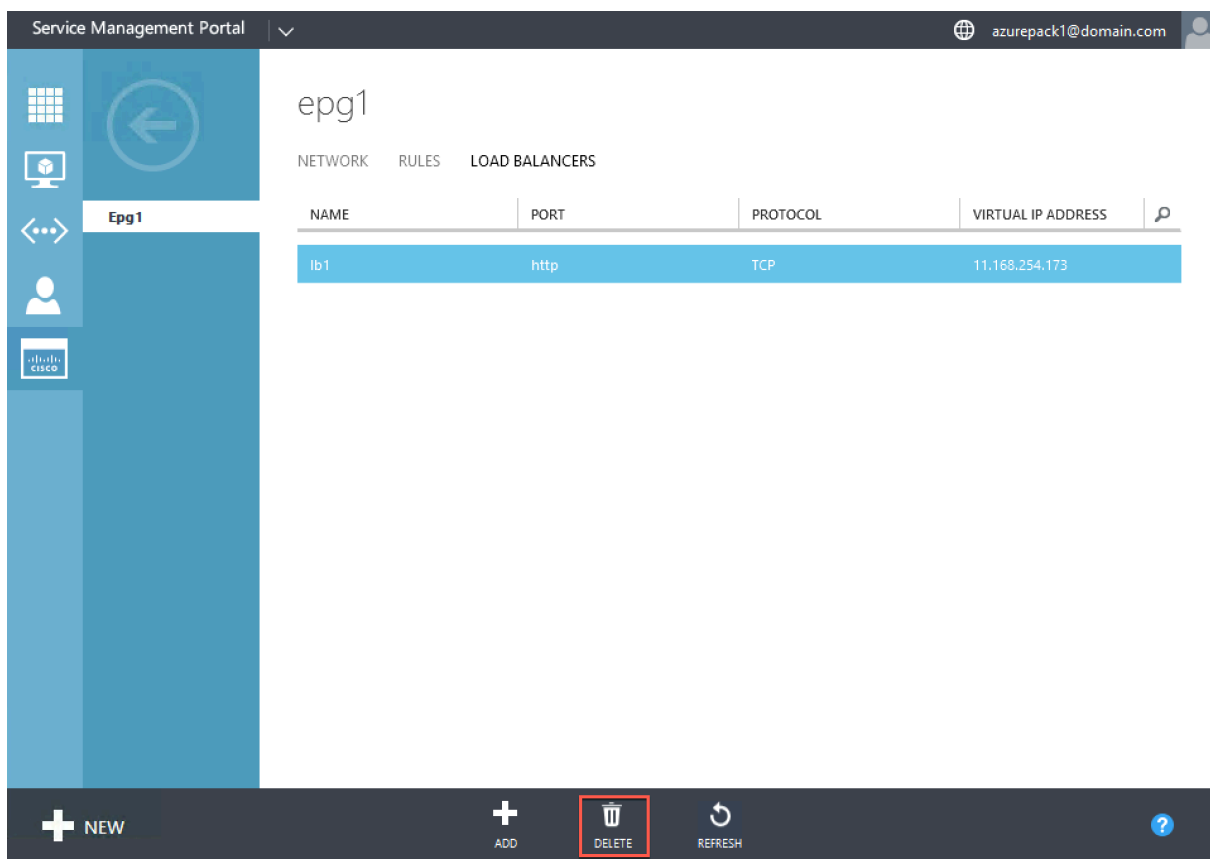 Service Management Portal
azurepack1@domain.com
epg1
NETWORK RULES LOAD BALANCERS
Epg1
NAME PORT PROTOCOL VIRTUAL IP ADDRESS
lb1 http TCP 11.168.254.173
cisco
NEW
ADD
DELETE
REFRESH
?